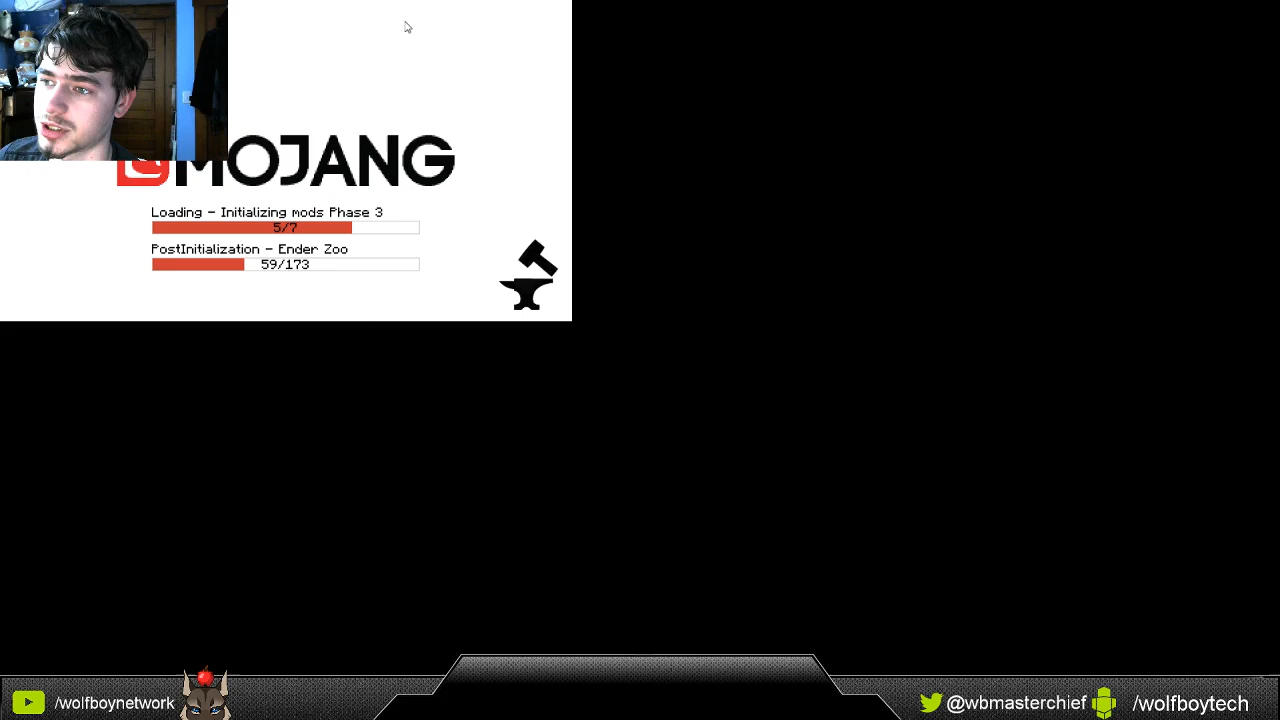 MOJANG
Loading - Initializing mods Phase 3
5/7
PostInitialization - Ender Zoo
59/173
/wolfboynetwork
@wbmasterchief
/wolfboytech